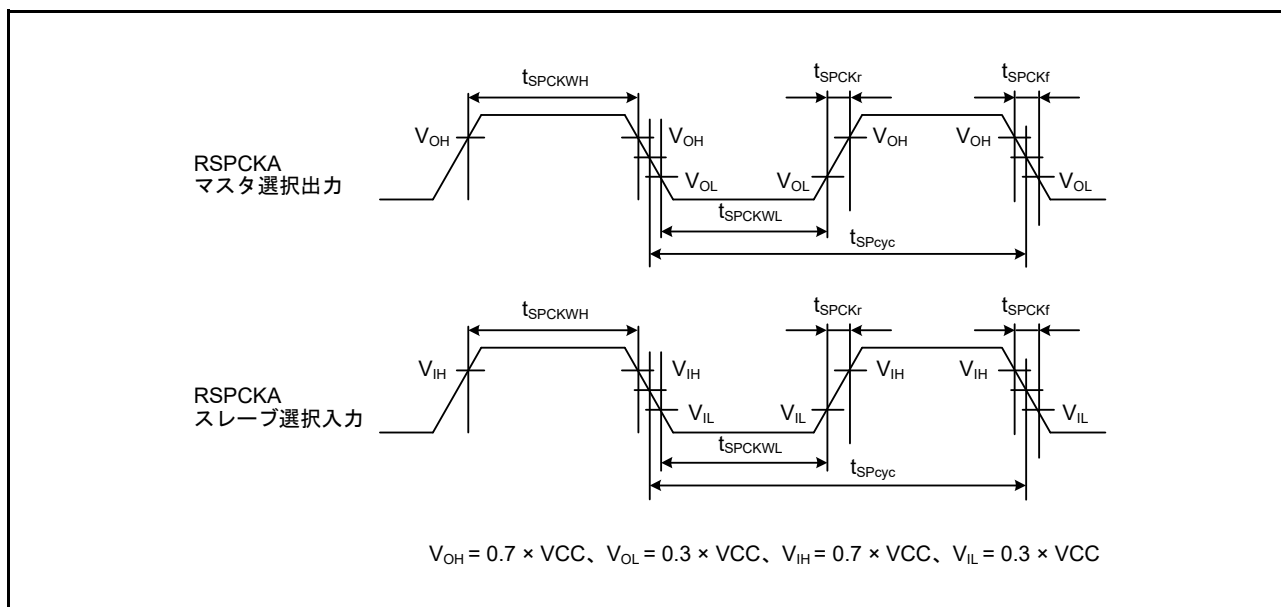 tSPCKWH
tSPCKr
tSPCKf
VOH
VOH
VOH
VOH
RSPCKA
マスタ選択出力
VOL
VOL
VOL
tSPCKWL
tSPcyc
tSPCKWH
tSPCKr
tSPCKf
VIH
VIH
VIH
VIH
RSPCKA
スレーブ選択入力
VIL
VIL
VIL
tSPCKWL
tSPcyc
VOH = 0.7 × VCC、VOL = 0.3 × VCC、VIH = 0.7 × VCC、VIL = 0.3 × VCC